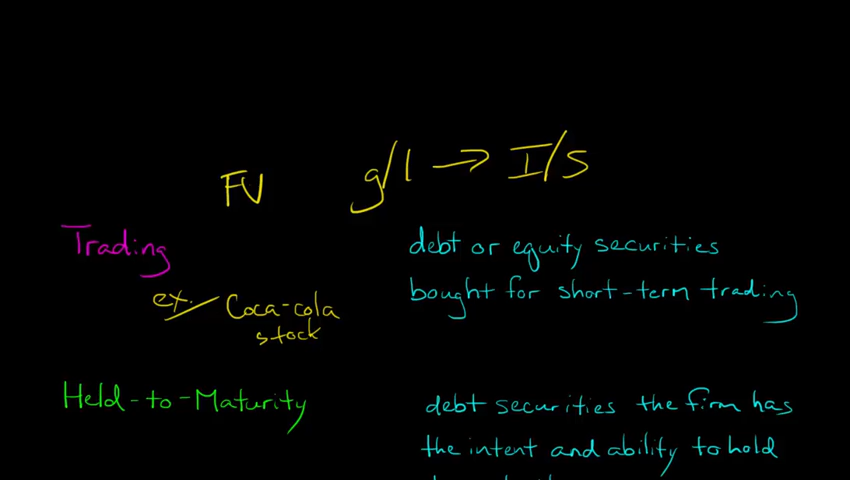 FV g/l → I/S
Trading debt or equity securities
bought for short-term trading
ex. Coca-cola
stock
Held-to-Maturity debt securities the firm has
the intent and ability to hold